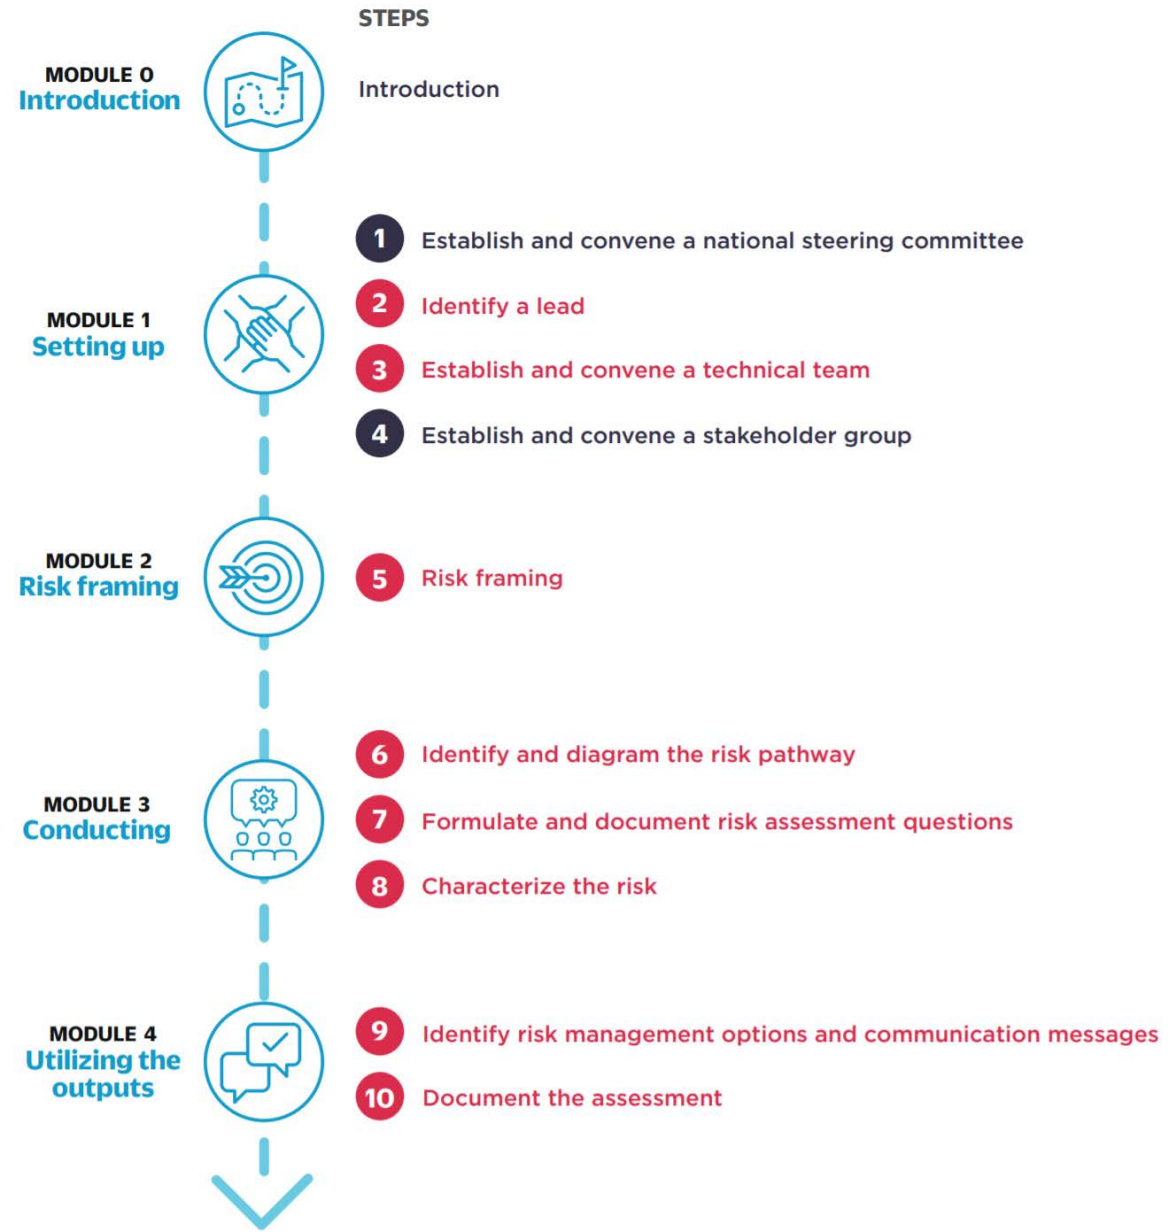 STEPS
MODULE 0
Introduction
Introduction
MODULE 1
Setting up
1 Establish and convene a national steering committee
2 Identify a lead
3 Establish and convene a technical team
4 Establish and convene a stakeholder group
MODULE 2
Risk framing
5 Risk framing
MODULE 3
Conducting
6 Identify and diagram the risk pathway
7 Formulate and document risk assessment questions
8 Characterize the risk
MODULE 4
Utilizing the
outputs
9 Identify risk management options and communication messages
10 Document the assessment